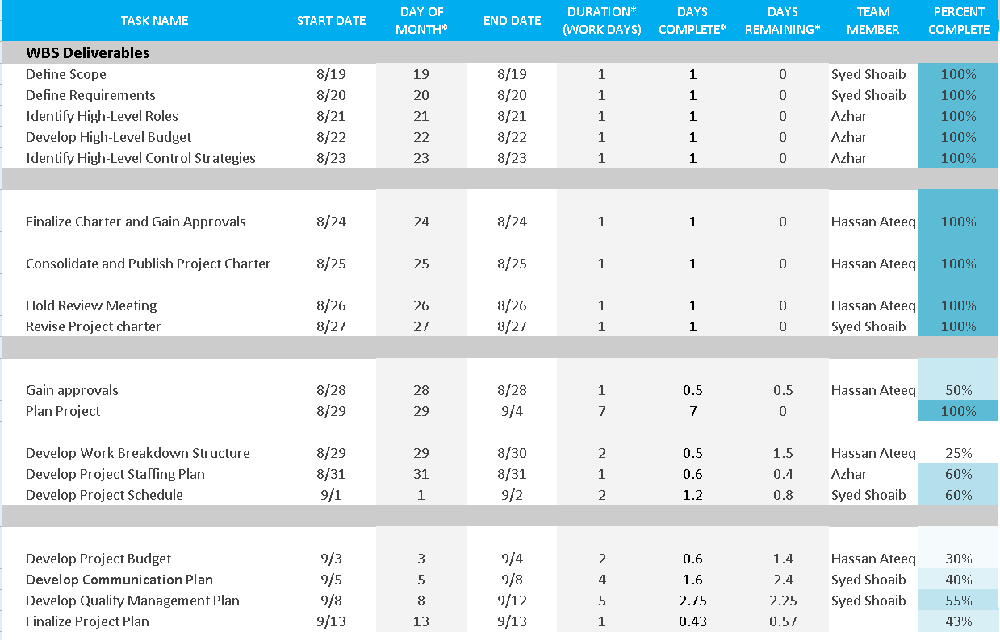 TASK NAME START DATE DAY OF MONTH* END DATE DURATION* (WORK DAYS) DAYS COMPLETE* DAYS REMAINING* TEAM MEMBER PERCENT COMPLETE
WBS Deliverables
Define Scope 8/19 19 8/19 1 1 0 Syed Shoaib 100%
Define Requirements 8/20 20 8/20 1 1 0 Syed Shoaib 100%
Identify High-Level Roles 8/21 21 8/21 1 1 0 Azhar 100%
Develop High-Level Budget 8/22 22 8/22 1 1 0 Azhar 100%
Identify High-Level Control Strategies 8/23 23 8/23 1 1 0 Azhar 100%
Finalize Charter and Gain Approvals 8/24 24 8/24 1 1 0 Hassan Ateeq 100%
Consolidate and Publish Project Charter 8/25 25 8/25 1 1 0 Hassan Ateeq 100%
Hold Review Meeting 8/26 26 8/26 1 1 0 Hassan Ateeq 100%
Revise Project charter 8/27 27 8/27 1 1 0 Syed Shoaib 100%
Gain approvals 8/28 28 8/28 1 0.5 0.5 Hassan Ateeq 50%
Plan Project 8/29 29 9/4 7 7 0 100%
Develop Work Breakdown Structure 8/29 29 8/30 2 0.5 1.5 Hassan Ateeq 25%
Develop Project Staffing Plan 8/31 31 8/31 1 0.6 0.4 Azhar 60%
Develop Project Schedule 9/1 1 9/2 2 1.2 0.8 Syed Shoaib 60%
Develop Project Budget 9/3 3 9/4 2 0.6 1.4 Hassan Ateeq 30%
Develop Communication Plan 9/5 5 9/8 4 1.6 2.4 Syed Shoaib 40%
Develop Quality Management Plan 9/8 8 9/12 5 2.75 2.25 Syed Shoaib 55%
Finalize Project Plan 9/13 13 9/13 1 0.43 0.57 43%